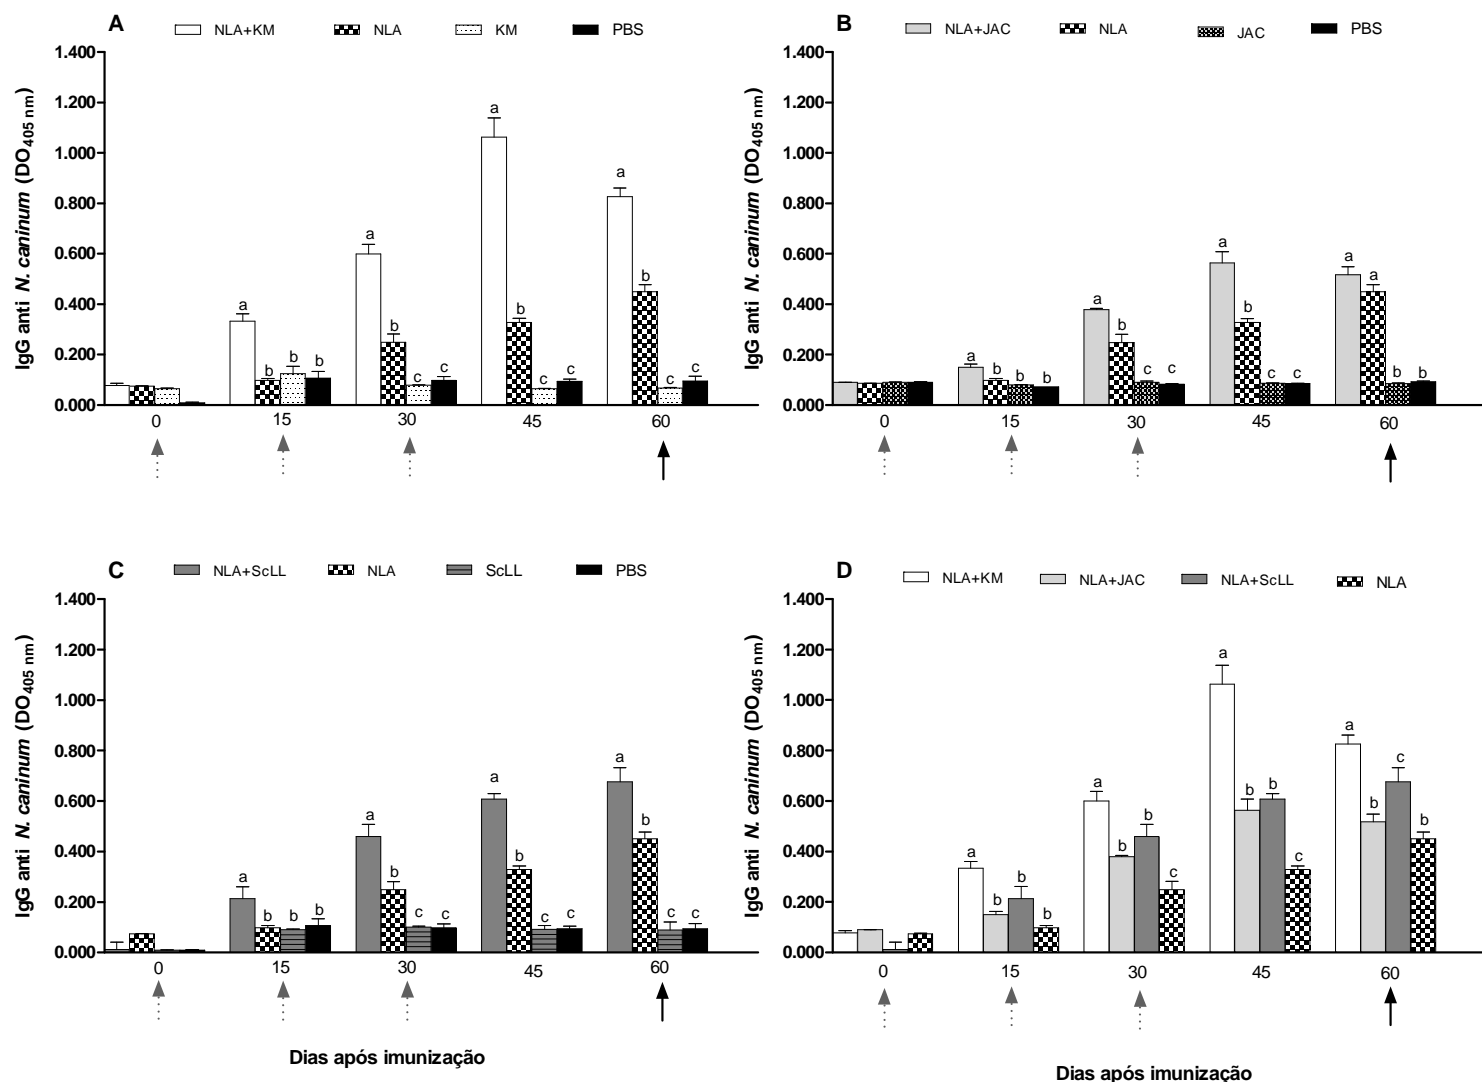 A
NLA+KM NLA KM PBS
IgG anti N. caninum (DO405 nm)
1.400
1.200
1.000
0.800
0.600
0.400
0.200
0.000
a
b
b
b
a
b
c
c
a
b
c
c
a
b
c
c
0 15 30 45 60
B
NLA+JAC NLA JAC PBS
IgG anti N. caninum (DO405 nm)
1.400
1.200
1.000
0.800
0.600
0.400
0.200
0.000
a
b
b
b
a
b
c
c
a
b
c
c
a
a
b
b
0 15 30 45 60
C
NLA+ScLL NLA ScLL PBS
IgG anti N. caninum (DO405 nm)
1.400
1.200
1.000
0.800
0.600
0.400
0.200
0.000
a
b
b
b
a
b
c
c
a
b
c
c
a
b
c
c
0 15 30 45 60
Dias após imunização
D
NLA+KM NLA+JAC NLA+ScLL NLA
IgG anti N. caninum (DO405 nm)
1.400
1.200
1.000
0.800
0.600
0.400
0.200
0.000
a
b
b
b
a
b
b
c
a
b
b
c
a
b
c
b
0 15 30 45 60
Dias após imunização